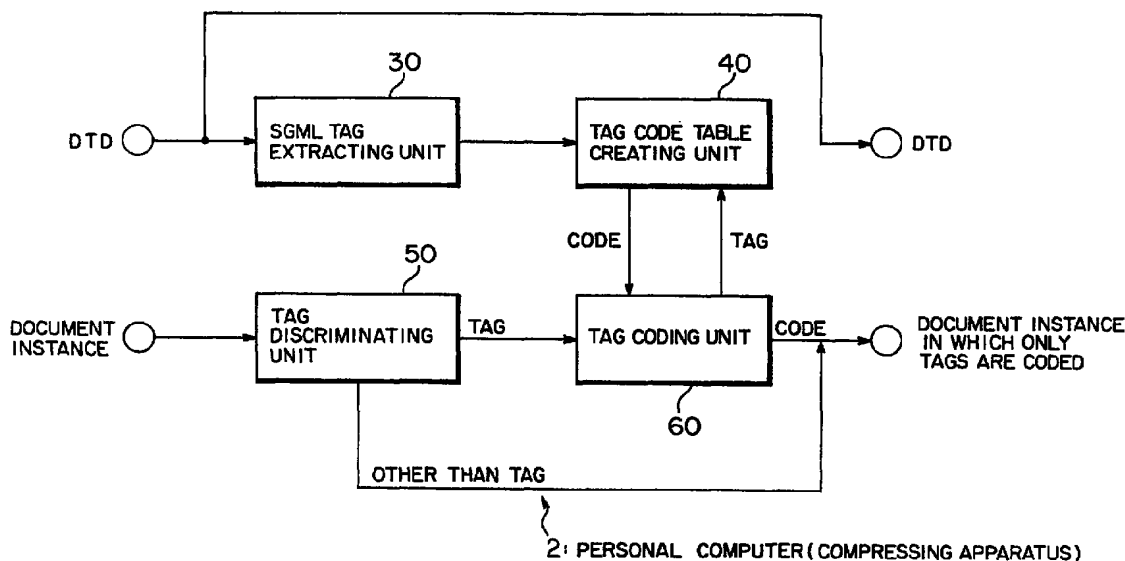 30
40
DTD
SGML TAG
EXTRACTING UNIT
TAG CODE TABLE
CREATING UNIT
DTD
CODE
TAG
50
DOCUMENT
INSTANCE
TAG
DISCRIMINATING
UNIT
TAG
TAG CODING UNIT
CODE
DOCUMENT INSTANCE
IN WHICH ONLY
TAGS ARE CODED
60
OTHER THAN TAG
2: PERSONAL COMPUTER (COMPRESSING APPARATUS)